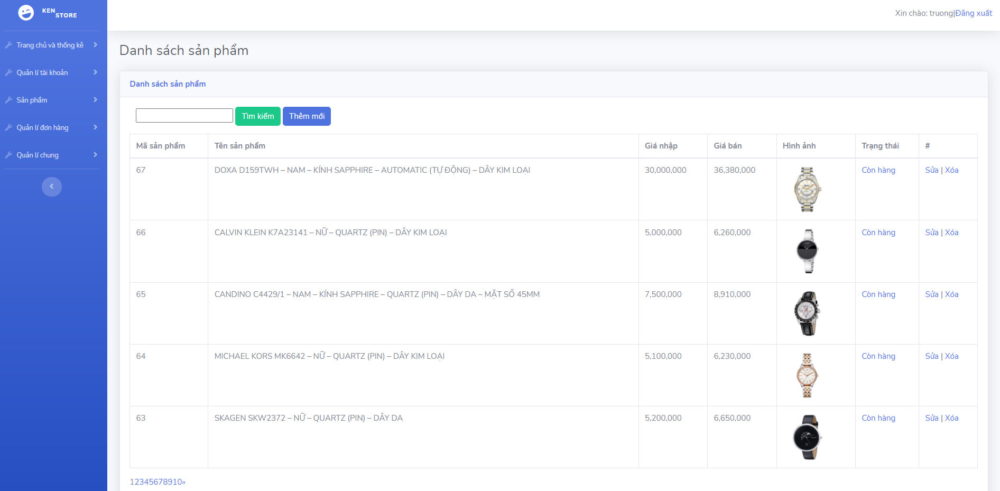 KEN STORE
Xin chào: truong|Đăng xuất
Trang chủ và thống kê
Quản lí tài khoản
Sản phẩm
Quản lí đơn hàng
Quản lí chung
Danh sách sản phẩm
Danh sách sản phẩm
Tìm kiếm Thêm mới
Mã sản phẩm Tên sản phẩm Giá nhập Giá bán Hình ảnh Trạng thái #
67 DOXA D159TWH – NAM – KÍNH SAPPHIRE – AUTOMATIC (TỰ ĐỘNG) – DÂY KIM LOẠI 30,000,000 36,380,000 Còn hàng Sửa | Xóa
66 CALVIN KLEIN K7A23141 – NỮ – QUARTZ (PIN) – DÂY KIM LOẠI 5,000,000 6,260,000 Còn hàng Sửa | Xóa
65 CANDINO C4429/1 – NAM – KÍNH SAPPHIRE – QUARTZ (PIN) – DÂY DA – MẶT SỐ 45MM 7,500,000 8,910,000 Còn hàng Sửa | Xóa
64 MICHAEL KORS MK6642 – NỮ – QUARTZ (PIN) – DÂY KIM LOẠI 5,100,000 6,230,000 Còn hàng Sửa | Xóa
63 SKAGEN SKW2372 – NỮ – QUARTZ (PIN) – DÂY DA 5,200,000 6,650,000 Còn hàng Sửa | Xóa
12345678910»